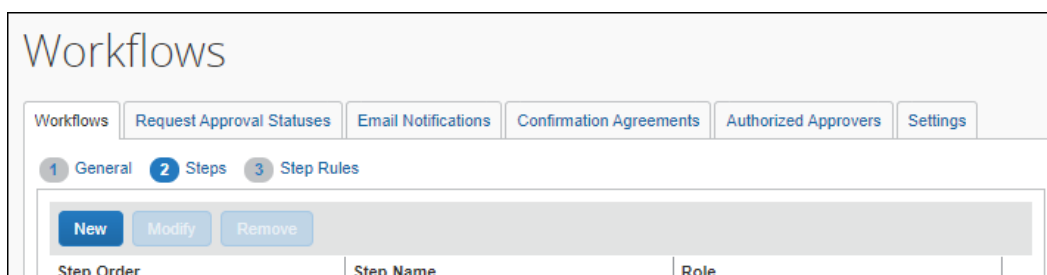 Workflows
Workflows Request Approval Statuses Email Notifications Confirmation Agreements Authorized Approvers Settings
1 General 2 Steps 3 Step Rules
New Modify Remove
Step Order Step Name Role